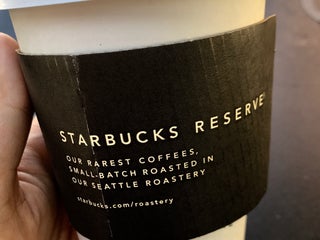 STARBUCKS RESERVE
OUR RAREST COFFEES,
SMALL-BATCH ROASTED IN
OUR SEATTLE ROASTERY
starbucks.com/roastery